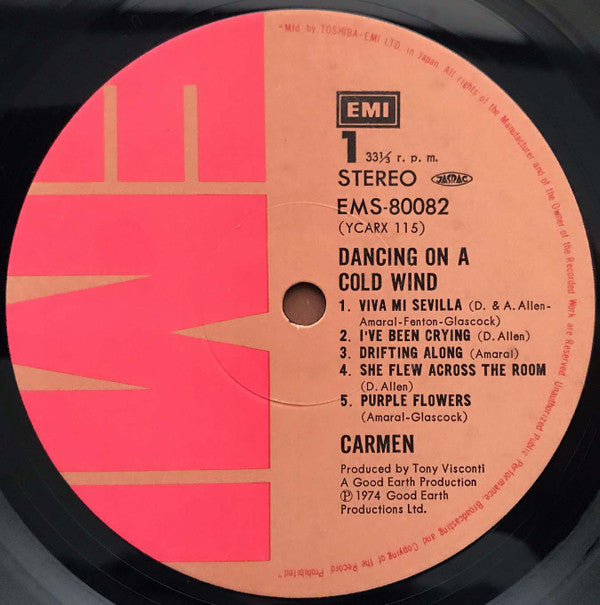 "Mfd. by TOSHIBA-EMI LTD. in Japan. All rights of the Manufacturer and of the Owner of the Recorded Work are Reserved. Unauthorized Public Performance, Broadcasting and Copying of the Record Prohibited"
EMI
EMI
1 33⅓ r. p. m.
STEREO JASRAC
EMS-80082
(YCARX 115)
DANCING ON A
COLD WIND
1. VIVA MI SEVILLA (D. & A. Allen-
Amaral-Fenton-Glascock)
2. I'VE BEEN CRYING (D. Allen)
3. DRIFTING ALONG (Amaral)
4. SHE FLEW ACROSS THE ROOM
(D. Allen)
5. PURPLE FLOWERS
(Amaral-Glascock)
CARMEN
Produced by Tony Visconti
A Good Earth Production
Ⓟ 1974 Good Earth
Productions Ltd.